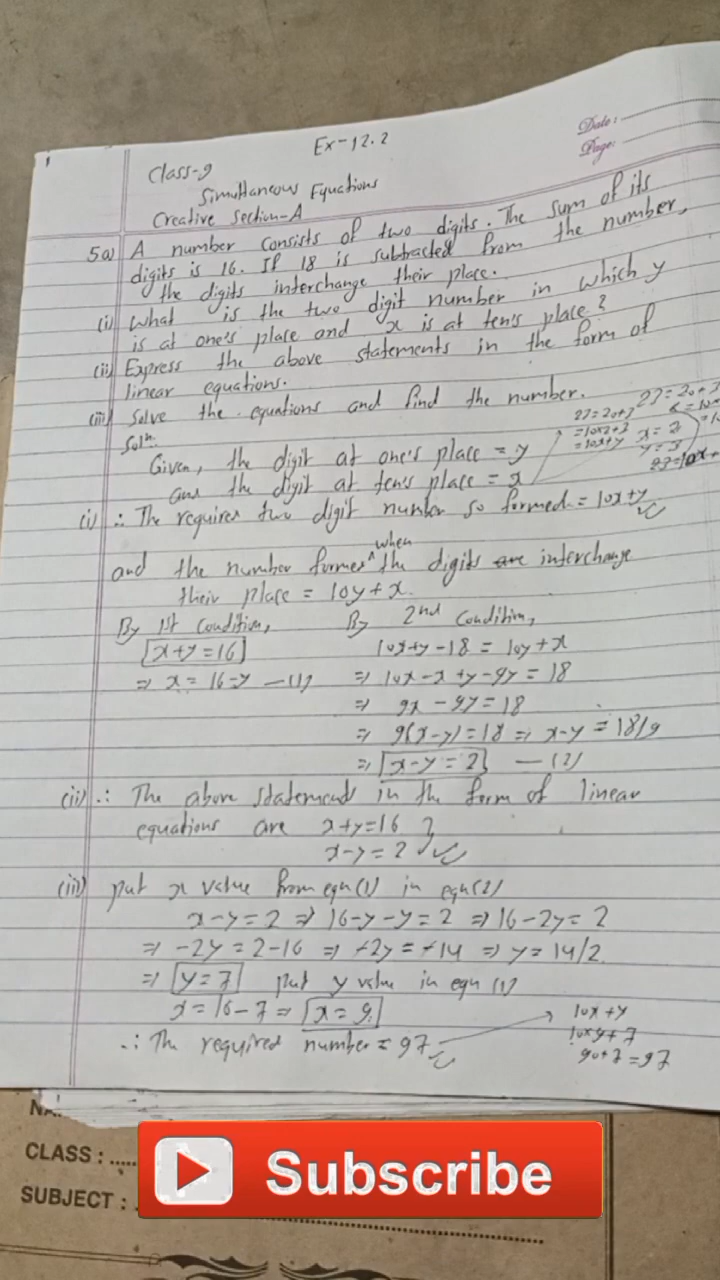 Ex-12.2
Date:
Page:
Class-9
Simultaneous Equations
Creative Section-A
5a) A number consists of two digits. The sum of its
digits is 16. If 18 is subtracted from the number,
the digits interchange their place.
(i) What is the two digit number in which y
is at one's place and x is at ten's place?
(ii) Express the above statements in the form of
linear equations.
(iii) Solve the equations and find the number.
27=20+7
=10x2+7
=10x+y
x=2
Solⁿ.
Given, the digit at one's place = y
and the digit at ten's place = x
(i) ∴ The required two digit number so formed = 10x+y
when
and the number formed ^ the digits are interchange
their place = 10y+x.
By 1st Condition,
x+y=16
⇒ x = 16-y —(1)
By 2nd Condition,
10x+y-18 = 10y+x
⇒ 10x-x+y-9y = 18
⇒ 9x-9y=18
⇒ 9(x-y)=18 ⇒ x-y = 18/9
⇒ x-y=2 —(2)
(ii) ∴ The above statements in the form of linear
equations are x+y=16 }
x-y=2
(iii) put x value from eqn(1) in eqn(2)
x-y=2 ⇒ 16-y-y=2 ⇒ 16-2y=2
⇒ -2y=2-16 ⇒ +2y=+14 ⇒ y=14/2
⇒ y=7 put y value in eqn (1)
x=16-7 ⇒ x=9
∴ The required number = 97
10x+y
10x9+7
90+7=97
CLASS : .....
SUBJECT : .
Subscribe